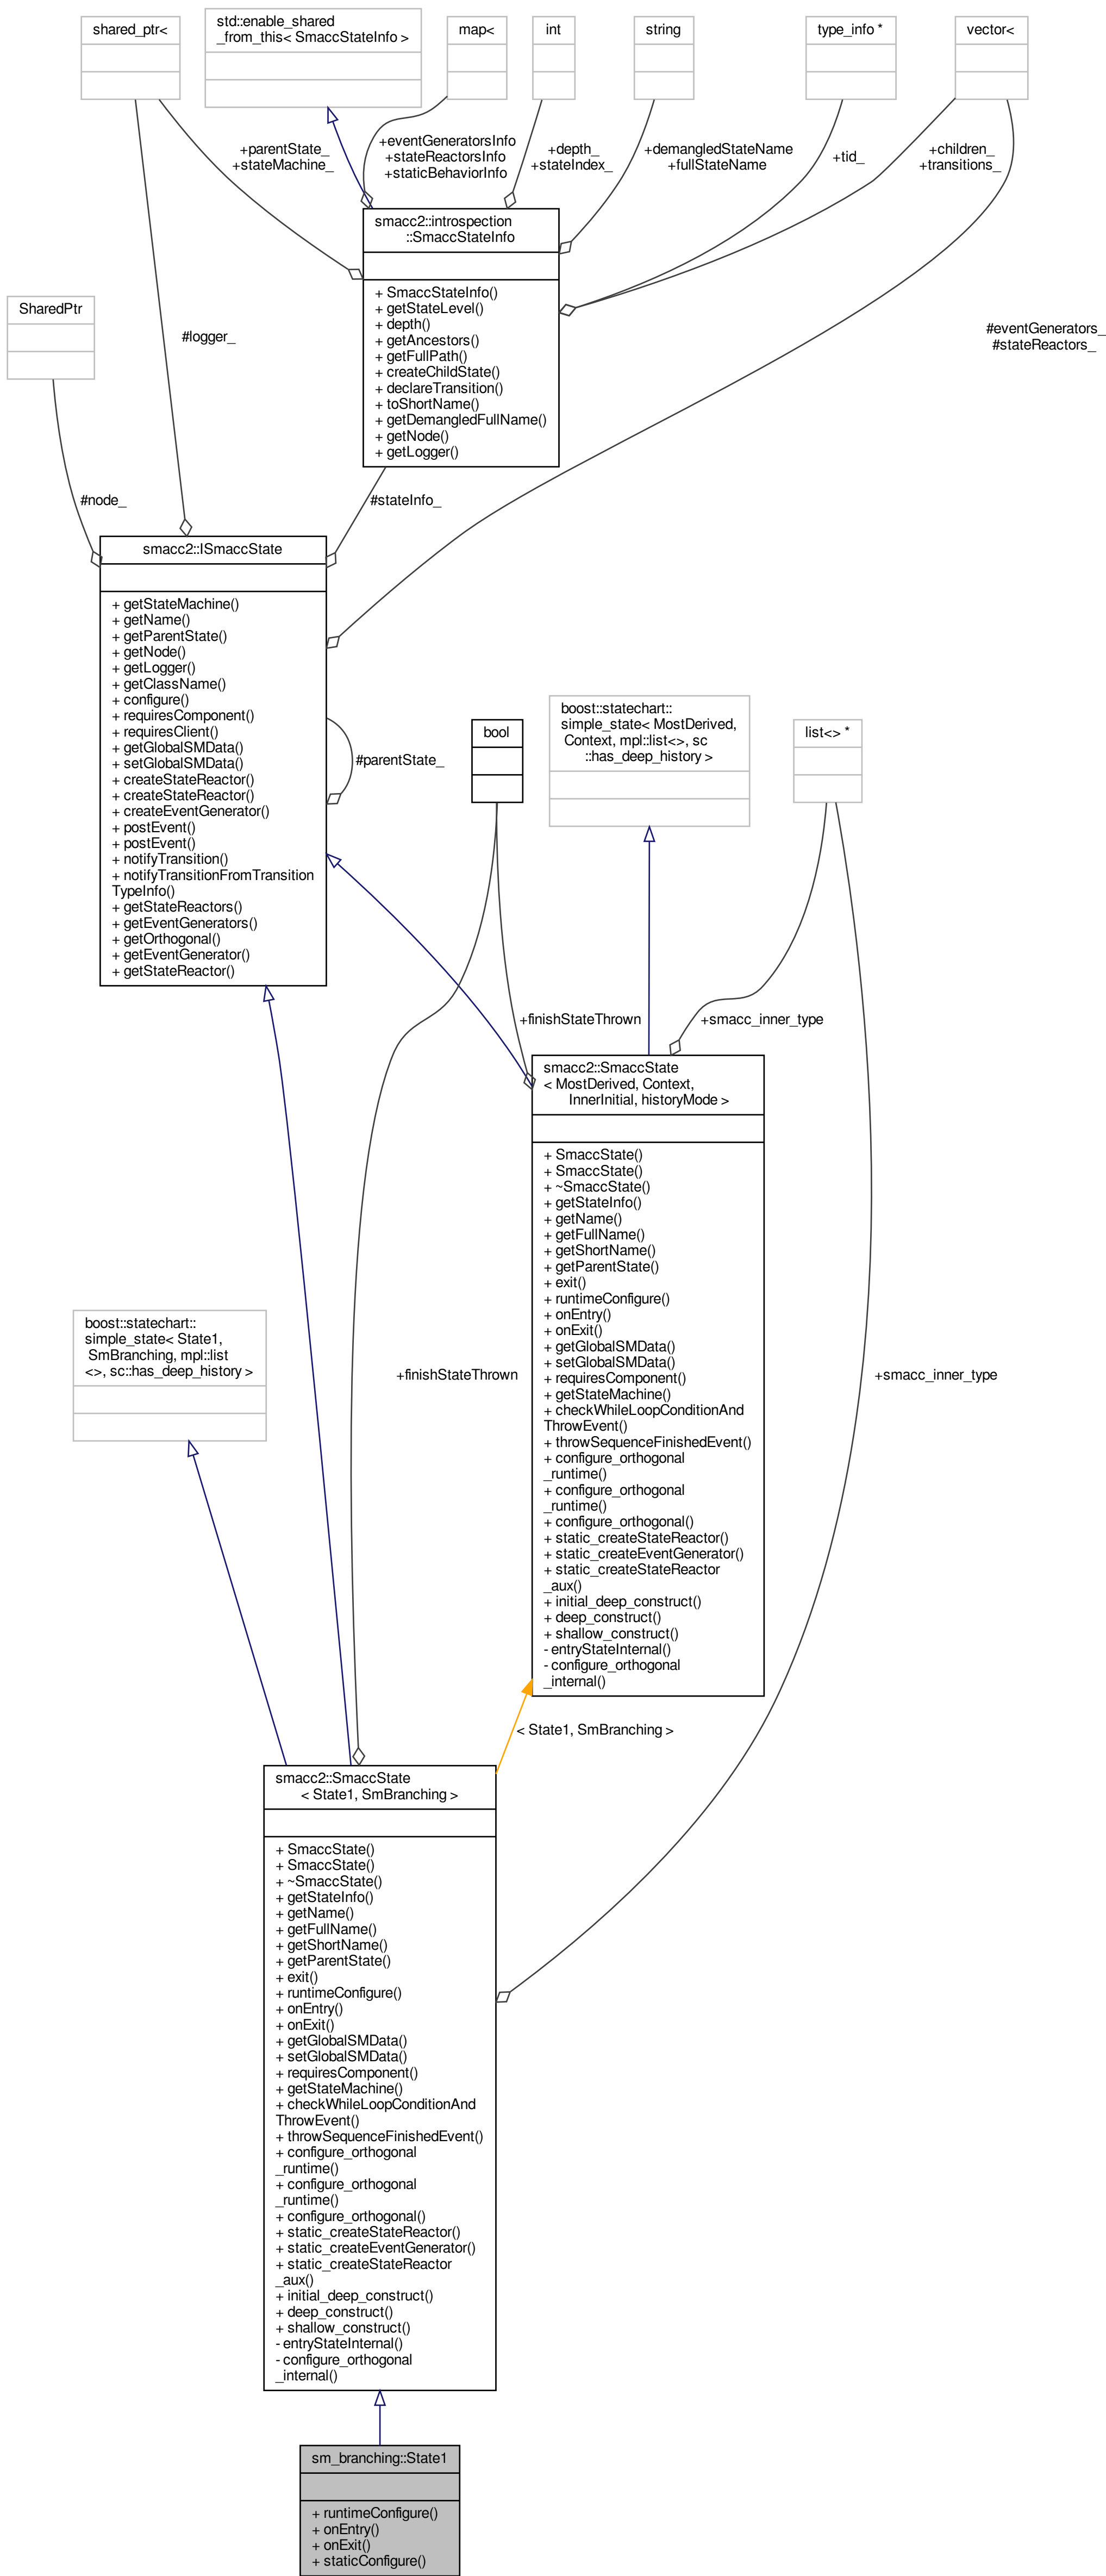 shared_ptr<
std::enable_shared
_from_this< SmaccStateInfo >
map<
int
string
type_info *
vector<
+parentState_
+stateMachine_
+eventGeneratorsInfo
+stateReactorsInfo
+staticBehaviorInfo
+depth_
+stateIndex_
+demangledStateName
+fullStateName
+tid_
+children_
+transitions_
smacc2::introspection
::SmaccStateInfo
+ SmaccStateInfo()
+ getStateLevel()
+ depth()
+ getAncestors()
+ getFullPath()
+ createChildState()
+ declareTransition()
+ toShortName()
+ getDemangledFullName()
+ getNode()
+ getLogger()
SharedPtr
#logger_
#eventGenerators_
#stateReactors_
#node_
#stateInfo_
smacc2::ISmaccState
+ getStateMachine()
+ getName()
+ getParentState()
+ getNode()
+ getLogger()
+ getClassName()
+ configure()
+ requiresComponent()
+ requiresClient()
+ getGlobalSMData()
+ setGlobalSMData()
+ createStateReactor()
+ createStateReactor()
+ createEventGenerator()
+ postEvent()
+ postEvent()
+ notifyTransition()
+ notifyTransitionFromTransition
TypeInfo()
+ getStateReactors()
+ getEventGenerators()
+ getOrthogonal()
+ getEventGenerator()
+ getStateReactor()
#parentState_
bool
boost::statechart::
simple_state< MostDerived,
Context, mpl::list<>, sc
::has_deep_history >
list<> *
+finishStateThrown
+smacc_inner_type
smacc2::SmaccState
< MostDerived, Context,
InnerInitial, historyMode >
+ SmaccState()
+ SmaccState()
+ ~SmaccState()
+ getStateInfo()
+ getName()
+ getFullName()
+ getShortName()
+ getParentState()
+ exit()
+ runtimeConfigure()
+ onEntry()
+ onExit()
+ getGlobalSMData()
+ setGlobalSMData()
+ requiresComponent()
+ getStateMachine()
+ checkWhileLoopConditionAnd
ThrowEvent()
+ throwSequenceFinishedEvent()
+ configure_orthogonal
_runtime()
+ configure_orthogonal
_runtime()
+ configure_orthogonal()
+ static_createStateReactor()
+ static_createEventGenerator()
+ static_createStateReactor
_aux()
+ initial_deep_construct()
+ deep_construct()
+ shallow_construct()
- entryStateInternal()
- configure_orthogonal
_internal()
boost::statechart::
simple_state< State1,
SmBranching, mpl::list
<>, sc::has_deep_history >
+finishStateThrown
+smacc_inner_type
< State1, SmBranching >
smacc2::SmaccState
< State1, SmBranching >
+ SmaccState()
+ SmaccState()
+ ~SmaccState()
+ getStateInfo()
+ getName()
+ getFullName()
+ getShortName()
+ getParentState()
+ exit()
+ runtimeConfigure()
+ onEntry()
+ onExit()
+ getGlobalSMData()
+ setGlobalSMData()
+ requiresComponent()
+ getStateMachine()
+ checkWhileLoopConditionAnd
ThrowEvent()
+ throwSequenceFinishedEvent()
+ configure_orthogonal
_runtime()
+ configure_orthogonal
_runtime()
+ configure_orthogonal()
+ static_createStateReactor()
+ static_createEventGenerator()
+ static_createStateReactor
_aux()
+ initial_deep_construct()
+ deep_construct()
+ shallow_construct()
- entryStateInternal()
- configure_orthogonal
_internal()
sm_branching::State1
+ runtimeConfigure()
+ onEntry()
+ onExit()
+ staticConfigure()